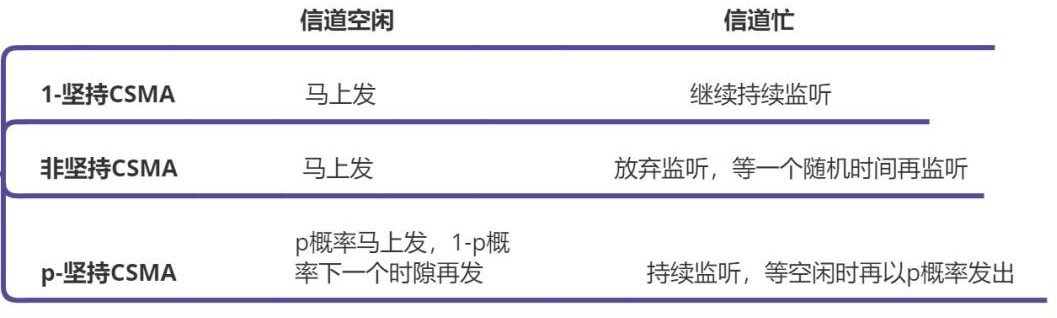 信道空闲 信道忙
1-坚持CSMA 马上发 继续持续监听
非坚持CSMA 马上发 放弃监听，等一个随机时间再监听
p概率马上发，1-p概
p-坚持CSMA 率下一个时隙再发 持续监听，等空闲时再以p概率发出